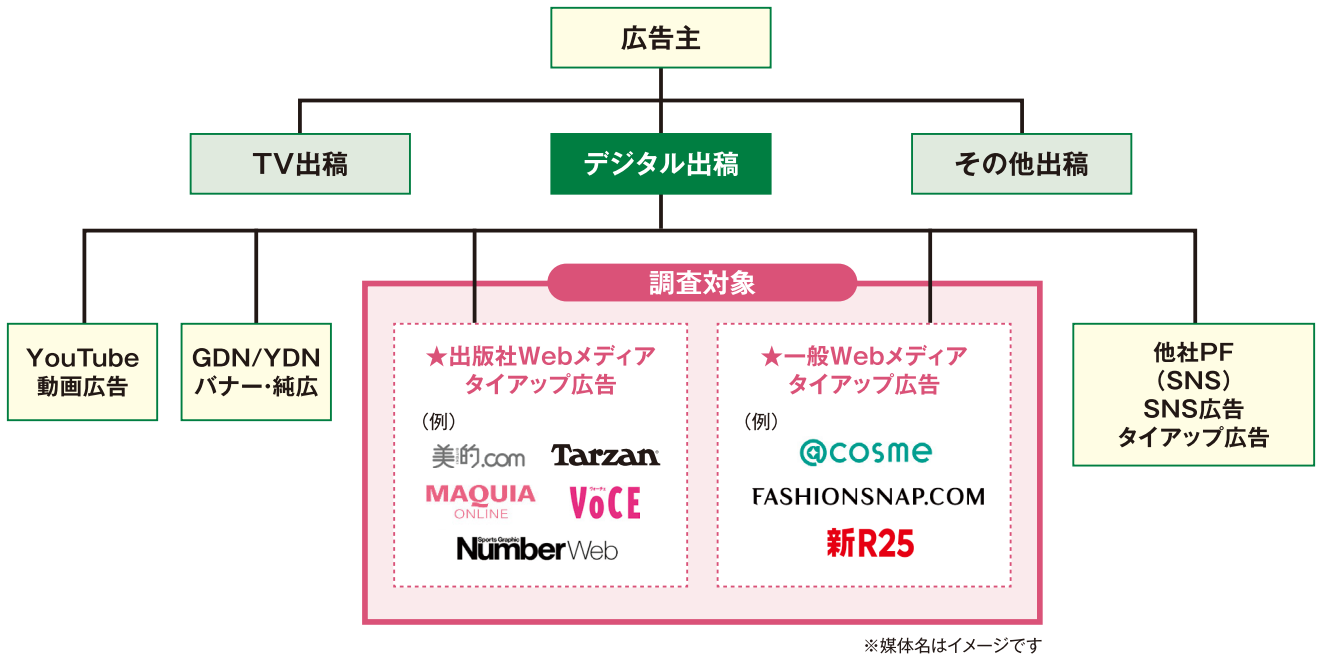 広告主
TV出稿
デジタル出稿
その他出稿
調査対象
YouTube
動画広告
GDN/YDN
バナー・純広
★出版社Webメディア
タイアップ広告
(例)
美的.com
Tarzan
MAQUIA
ONLINE
VoCE
Sports Graphic
Number Web
★一般Webメディア
タイアップ広告
(例)
@cosme
FASHIONSNAP.COM
新R25
他社PF
(SNS)
SNS広告
タイアップ広告
※媒体名はイメージです